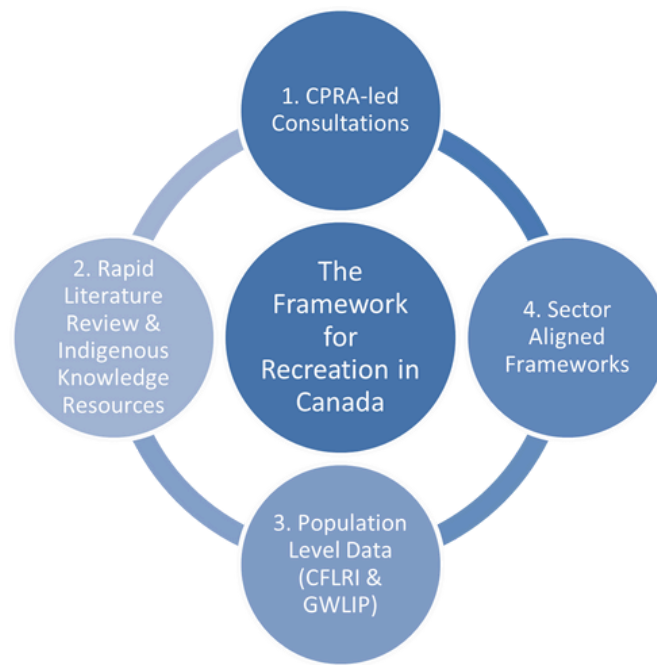 1. CPRA-led
Consultations
2. Rapid
Literature
Review &
Indigenous
Knowledge
Resources
The
Framework
for
Recreation in
Canada
4. Sector
Aligned
Frameworks
3. Population
Level Data
(CFLRI &
GWLIP)